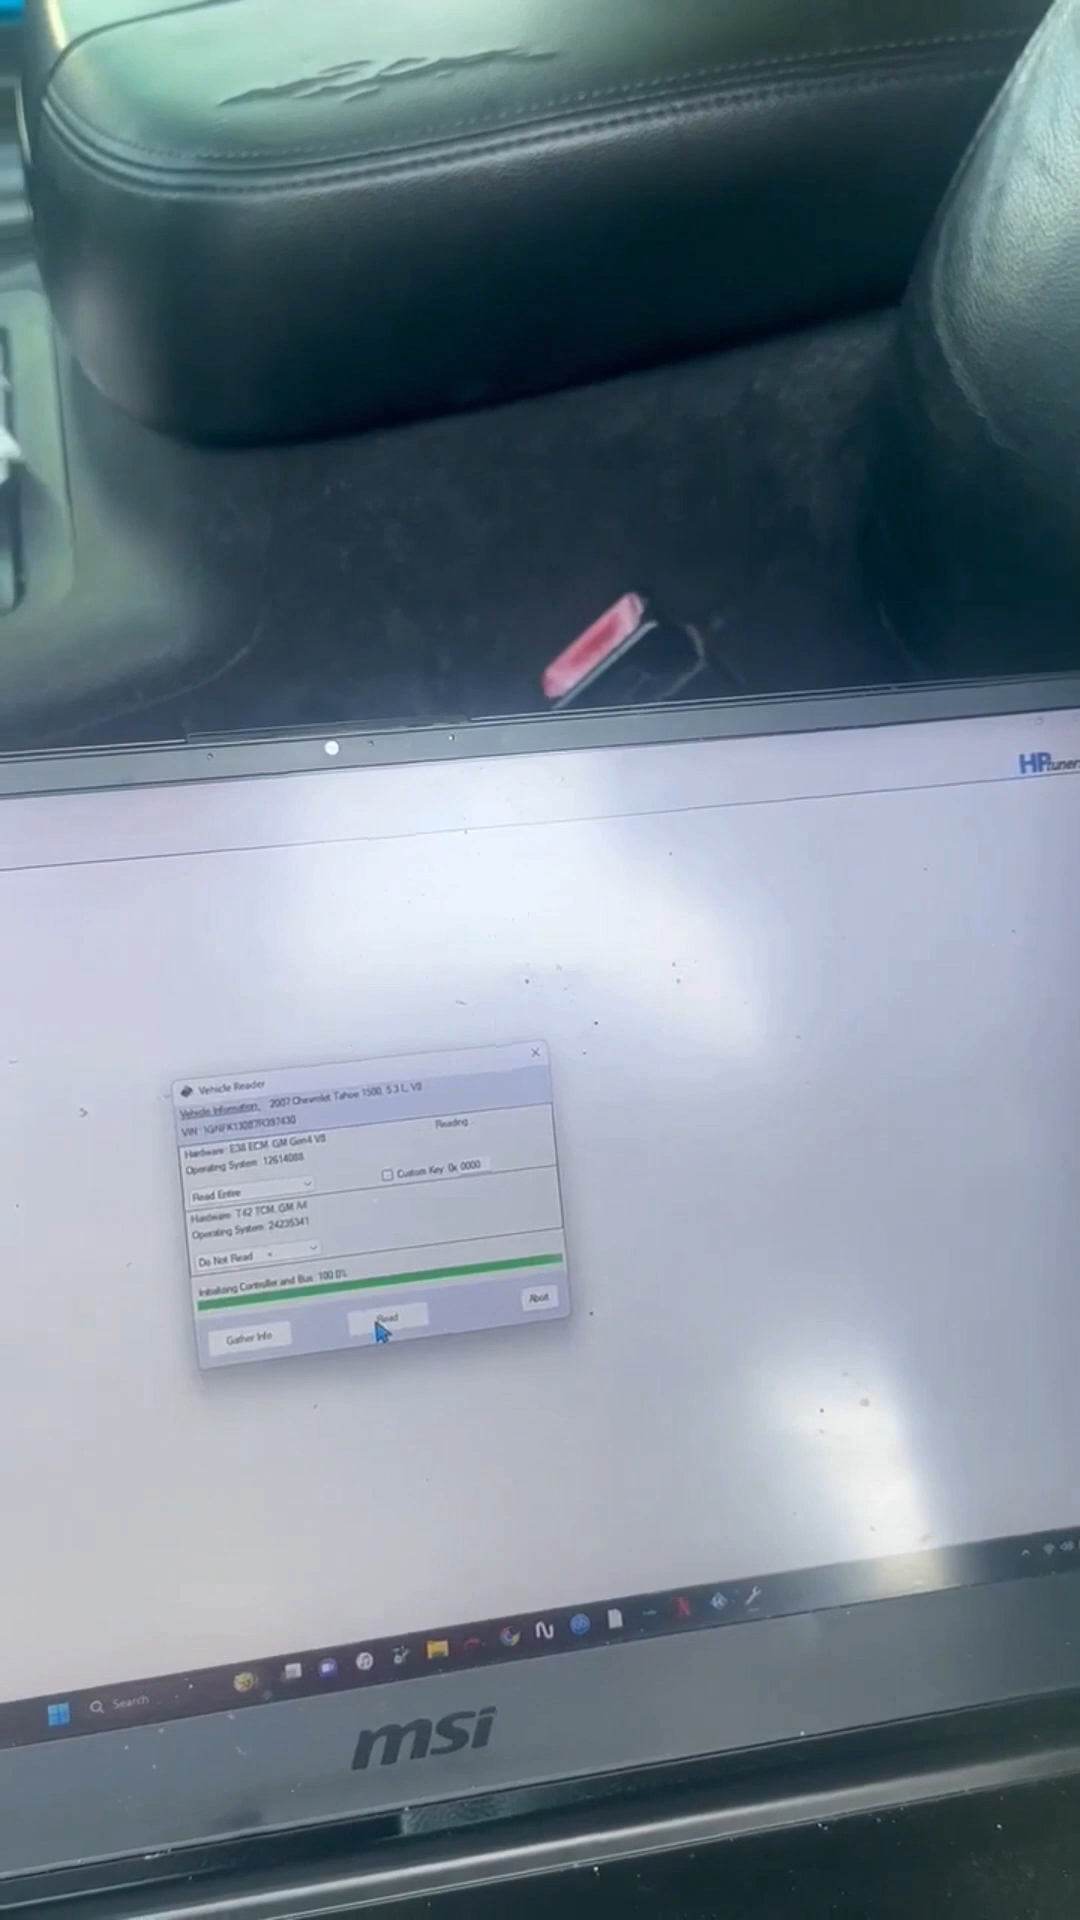 HPtuners
Vehicle Reader
Vehicle Information 2007 Chevrolet Tahoe 1500, 5.3 L, V8
Reading...
Hardware: E38 ECM, GM Gen4 V8
Operating System: 12614088
Read Entire
Custom Key: 0x 0000
Hardware: T42 TCM, GM A4
Operating System: 24235341
Do Not Read
Initializing Controller and Bus: 100.0%
Gather Info
Read
Abort
Search
msi